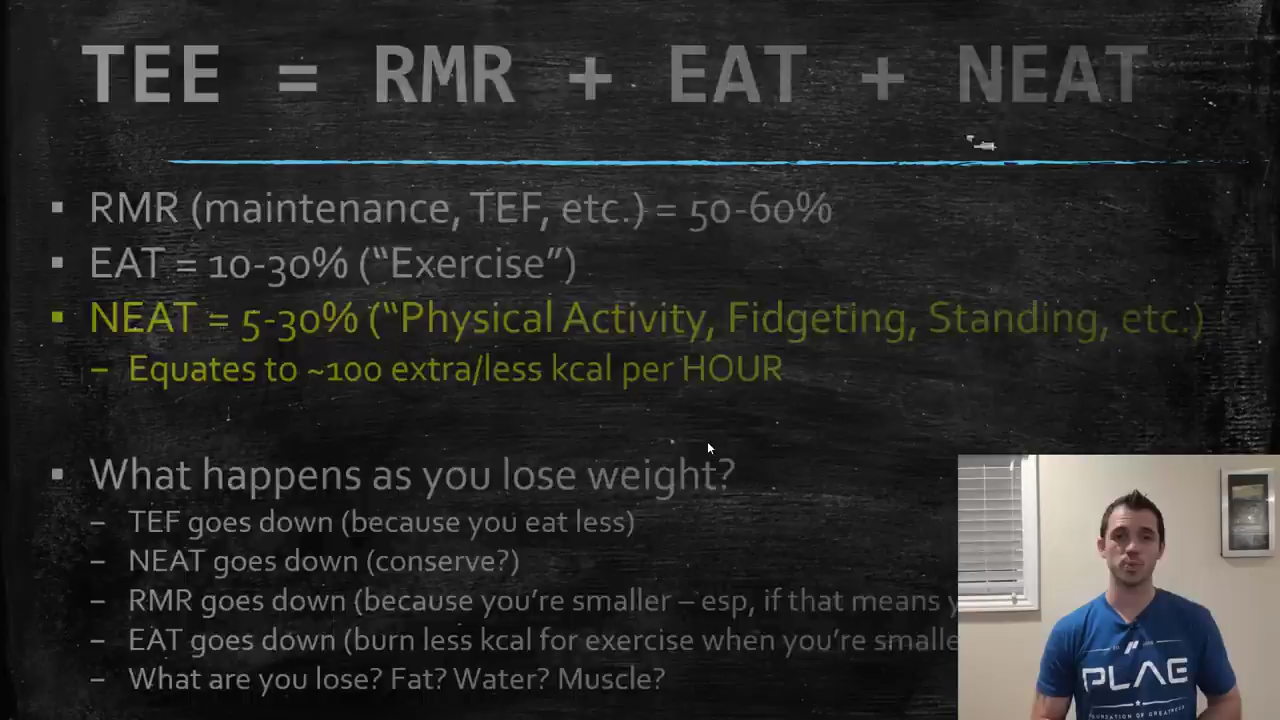 TEE = RMR + EAT + NEAT
▪ RMR (maintenance, TEF, etc.) = 50-60%
▪ EAT = 10-30% (“Exercise”)
▪ NEAT = 5-30% (“Physical Activity, Fidgeting, Standing, etc.)
– Equates to ~100 extra/less kcal per HOUR
▪ What happens as you lose weight?
– TEF goes down (because you eat less)
– NEAT goes down (conserve?)
– RMR goes down (because you’re smaller – esp, if that means
– EAT goes down (burn less kcal for exercise when you’re smalle
– What are you lose? Fat? Water? Muscle?
PLAE
FOUNDATION OF GREATNESS